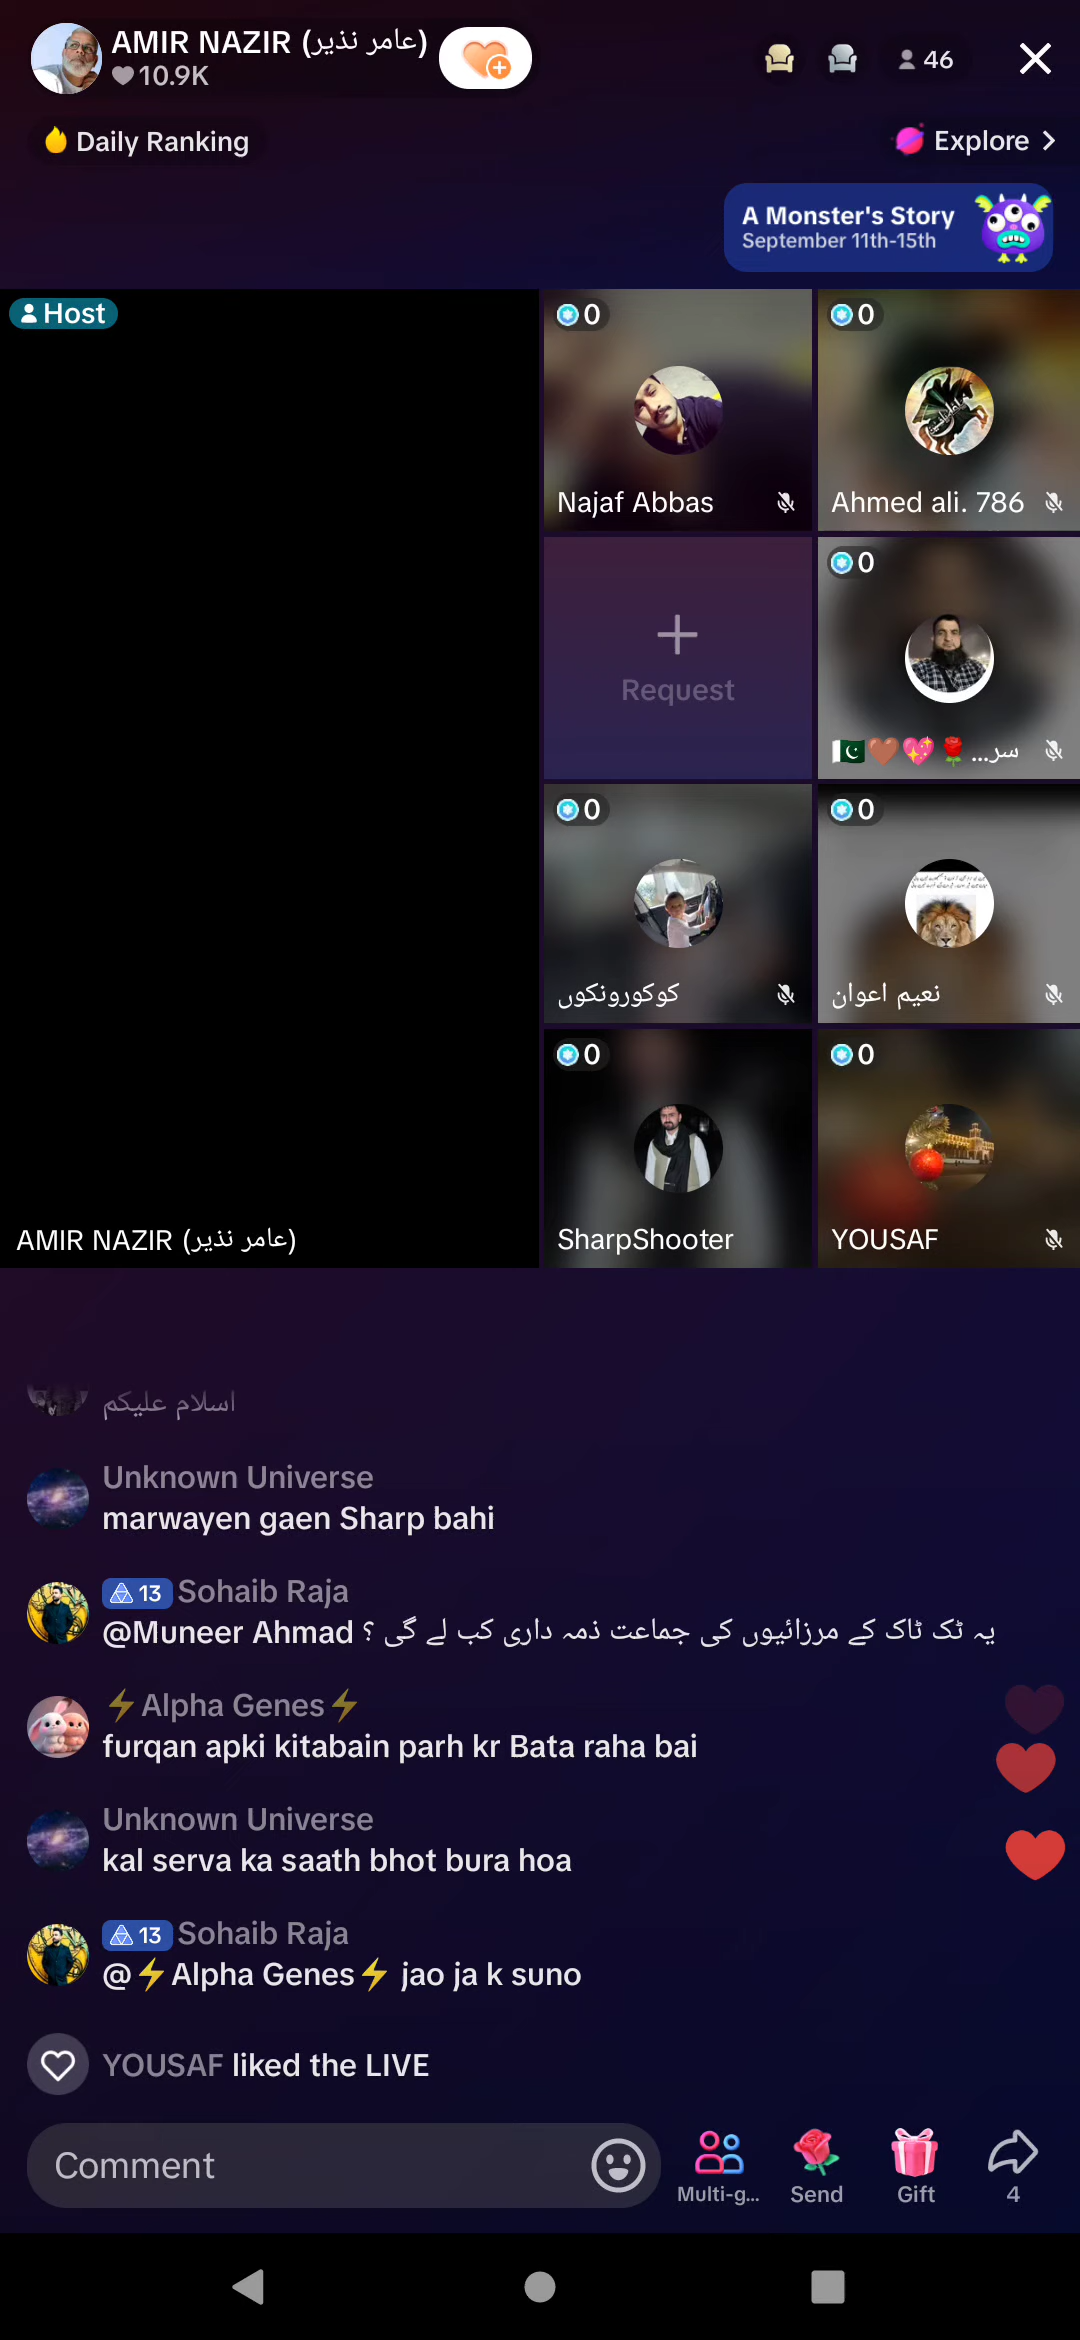 AMIR NAZIR (عامر نذیر)
10.9K
46
Daily Ranking
Explore
A Monster's Story
September 11th-15th
Host
0
0
Najaf Abbas
Ahmed ali. 786
0
Request
سر...
0
0
کوکورونکوں
نعیم اعوان
0
0
AMIR NAZIR (عامر نذیر)
SharpShooter
YOUSAF
اسلام علیکم
Unknown Universe
marwayen gaen Sharp bahi
13 Sohaib Raja
@Muneer Ahmad یہ ٹک ٹاک کے مرزائیوں کی جماعت ذمہ داری کب لے گی ؟
⚡Alpha Genes⚡
furqan apki kitabain parh kr Bata raha bai
Unknown Universe
kal serva ka saath bhot bura hoa
13 Sohaib Raja
@⚡Alpha Genes⚡ jao ja k suno
YOUSAF liked the LIVE
Comment
Multi-g...
Send
Gift
4